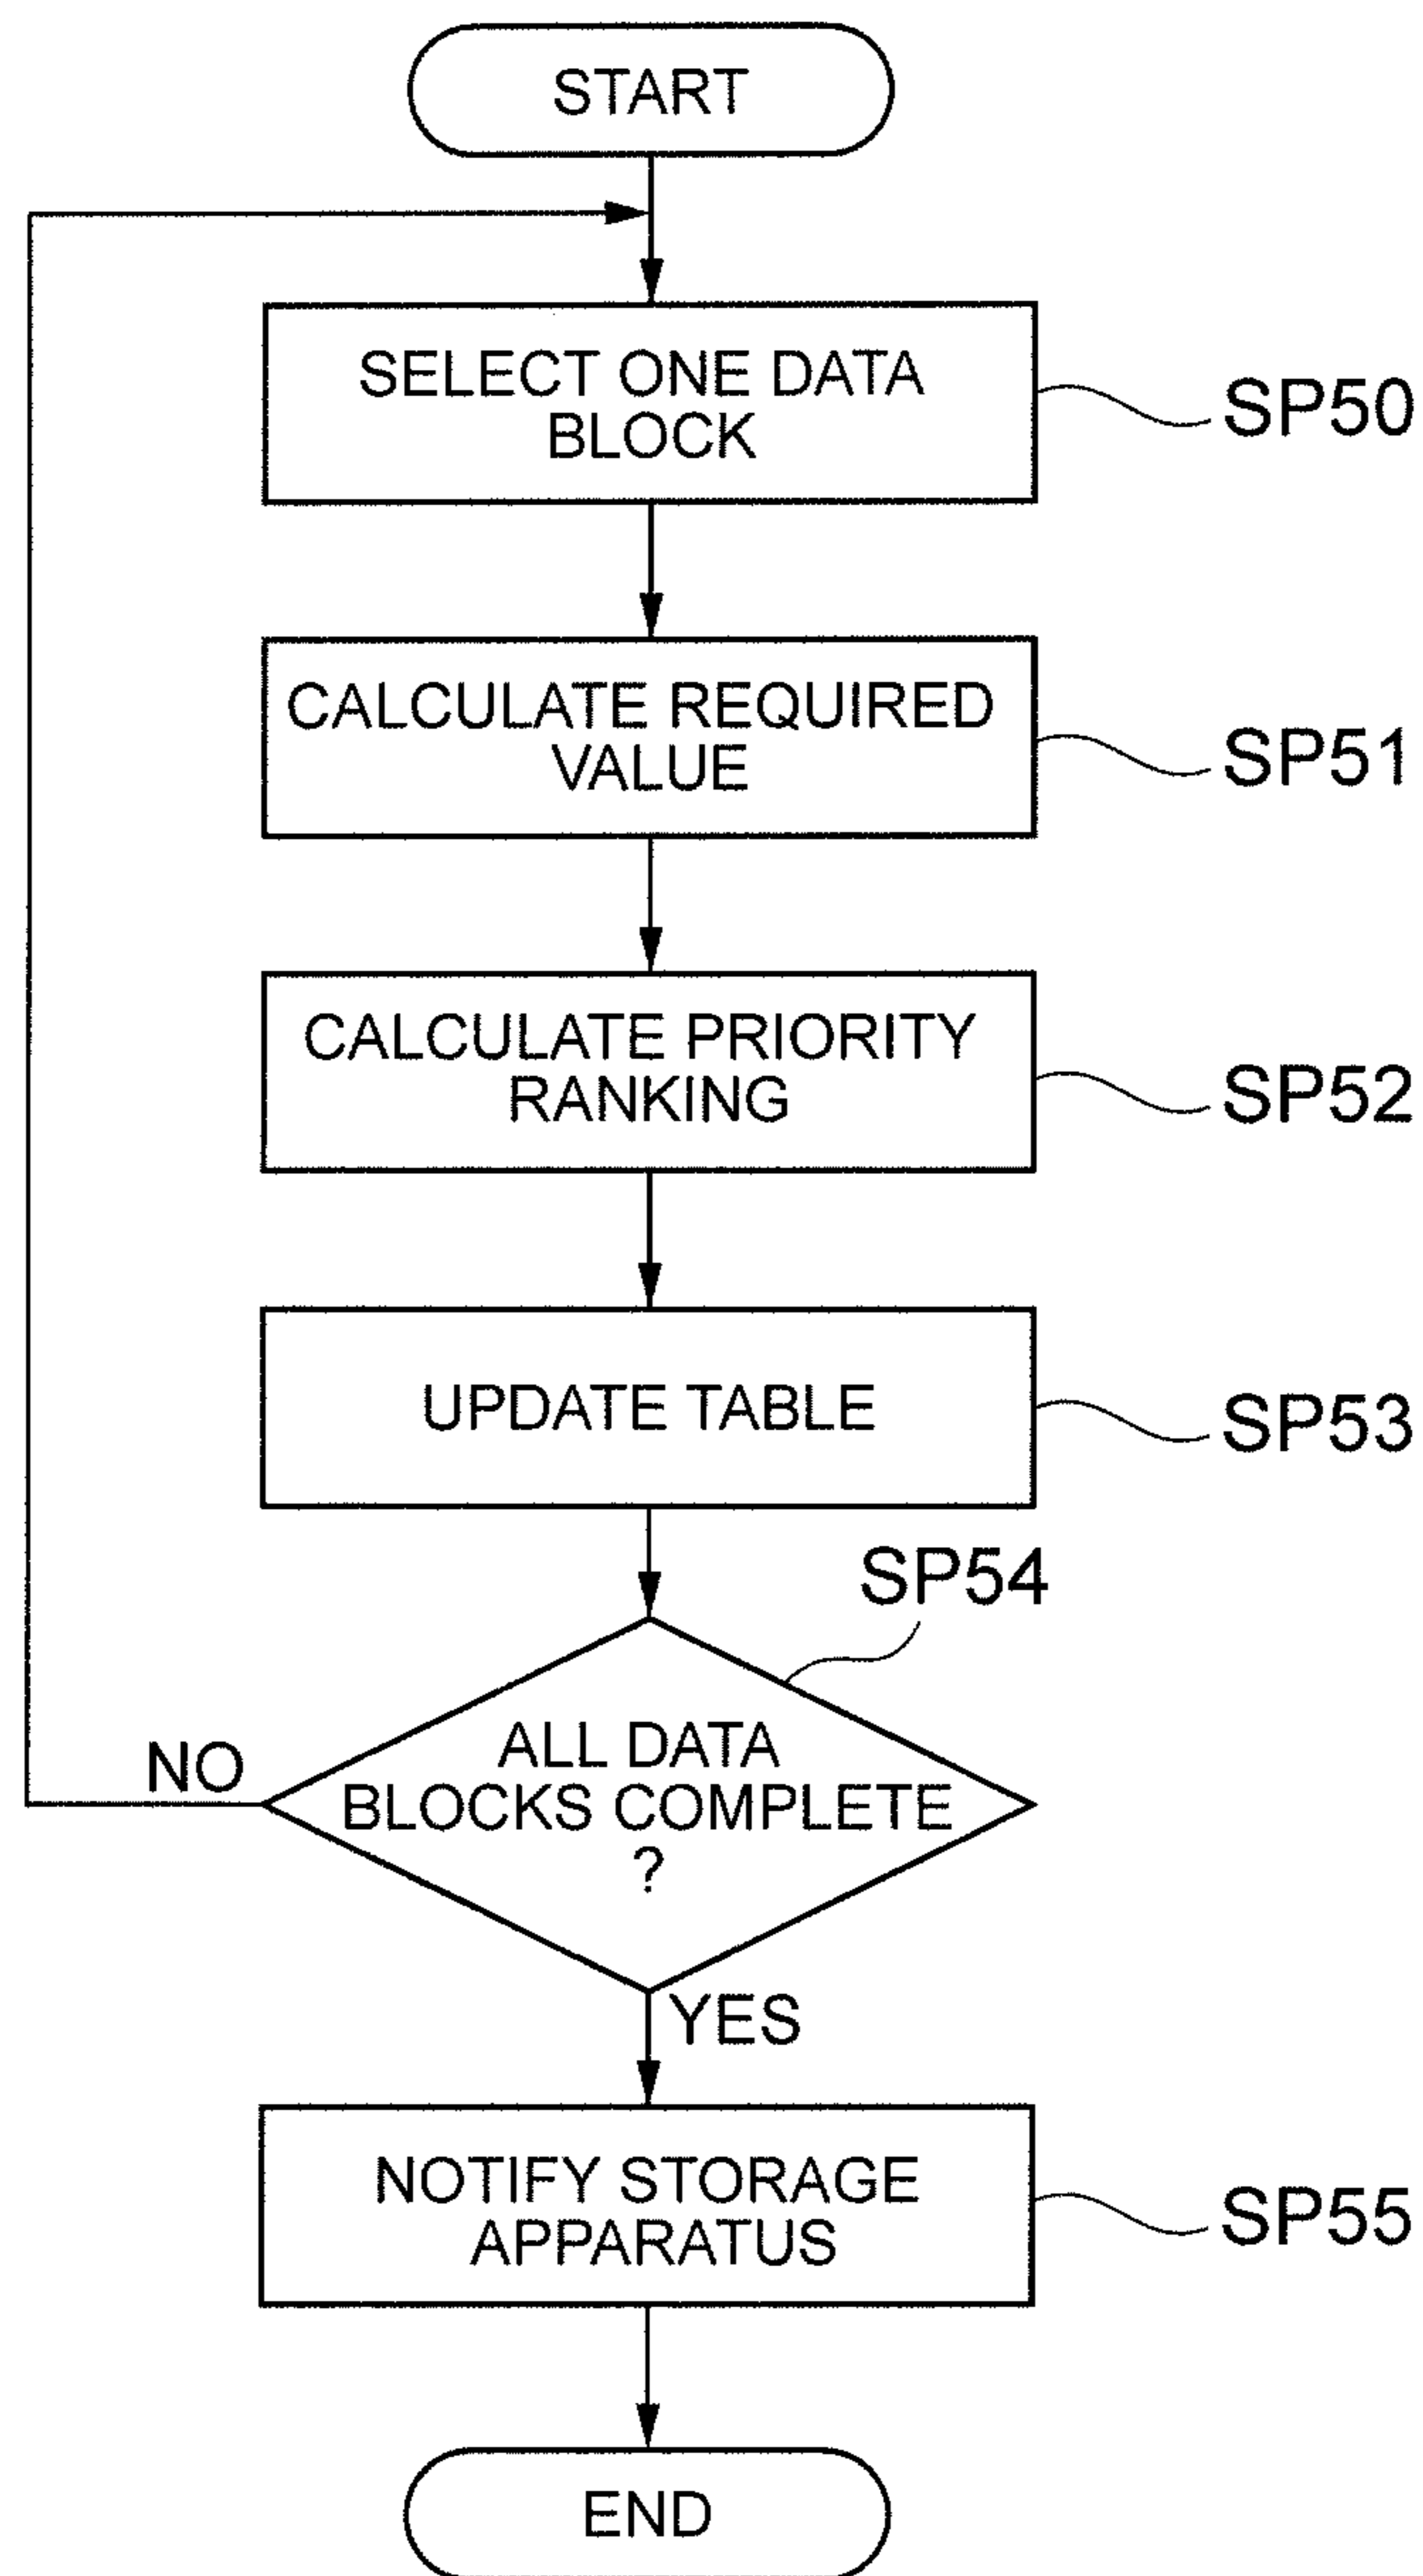 START
SELECT ONE DATA
BLOCK
SP50
CALCULATE REQUIRED
VALUE
SP51
CALCULATE PRIORITY
RANKING
SP52
UPDATE TABLE
SP53
SP54
ALL DATA
BLOCKS COMPLETE
?
NO
YES
NOTIFY STORAGE
APPARATUS
SP55
END